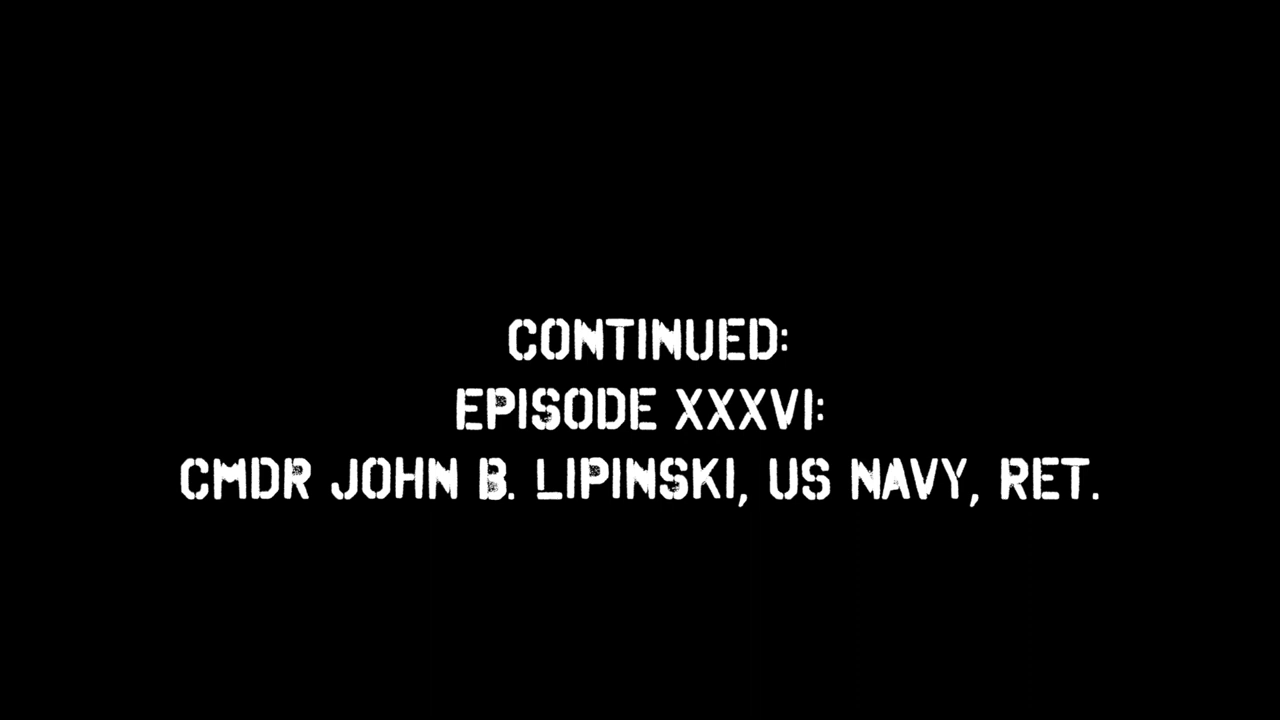 CONTINUED:
EPISODE XXXVI:
CMDR JOHN B. LIPINSKI, US NAVY, RET.